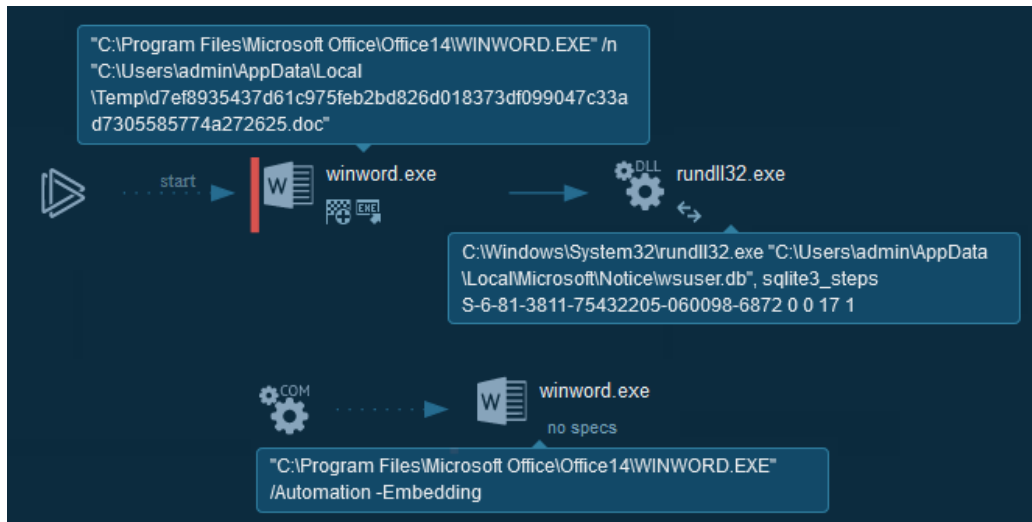 "C:\Program Files\Microsoft Office\Office14\WINWORD.EXE" /n
"C:\Users\admin\AppData\Local
\Temp\d7ef8935437d61c975feb2bd826d018373df099047c33a
d7305585774a272625.doc"
start
winword.exe
EXE
DLL
rundll32.exe
C:\Windows\System32\rundll32.exe "C:\Users\admin\AppData
\Local\Microsoft\Notice\wsuser.db", sqlite3_steps
S-6-81-3811-75432205-060098-6872 0 0 17 1
COM
winword.exe
no specs
"C:\Program Files\Microsoft Office\Office14\WINWORD.EXE"
/Automation -Embedding